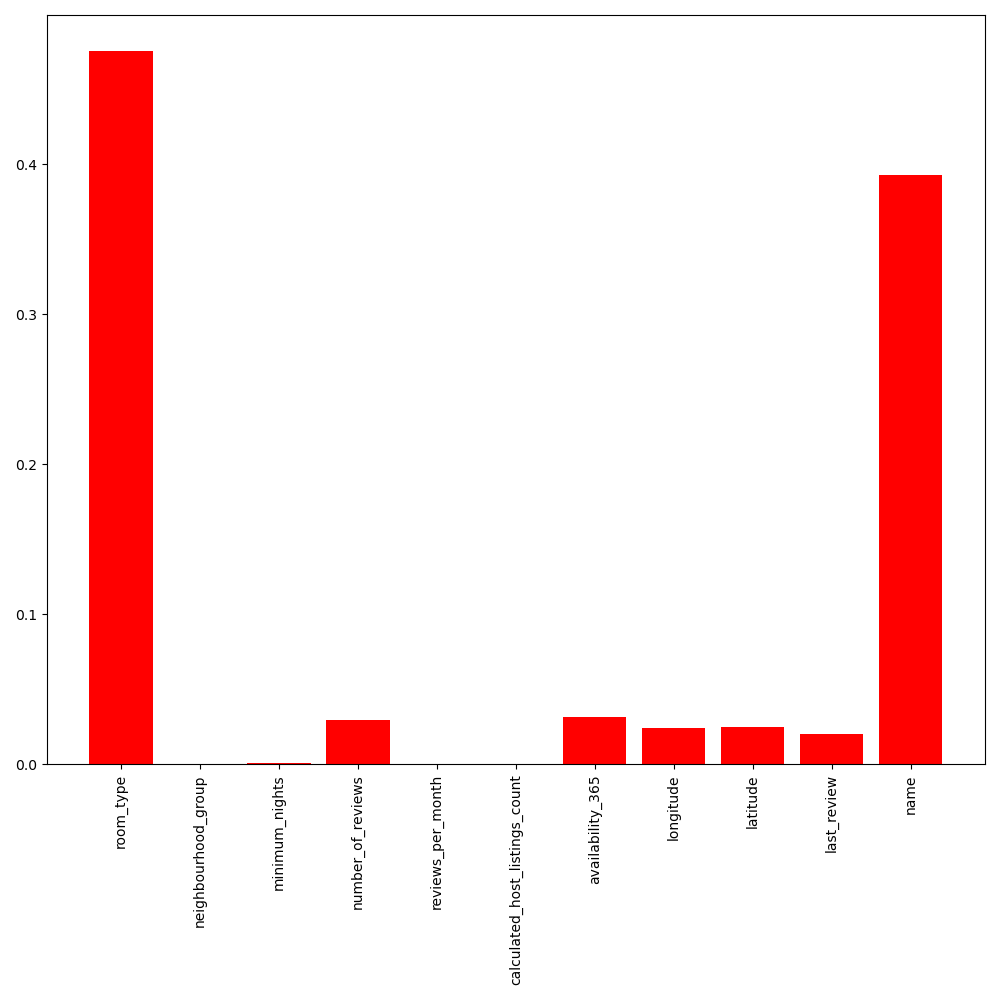 0.4
0.3
0.2
0.1
0.0
room_type
neighbourhood_group
minimum_nights
number_of_reviews
reviews_per_month
calculated_host_listings_count
availability_365
longitude
latitude
last_review
name